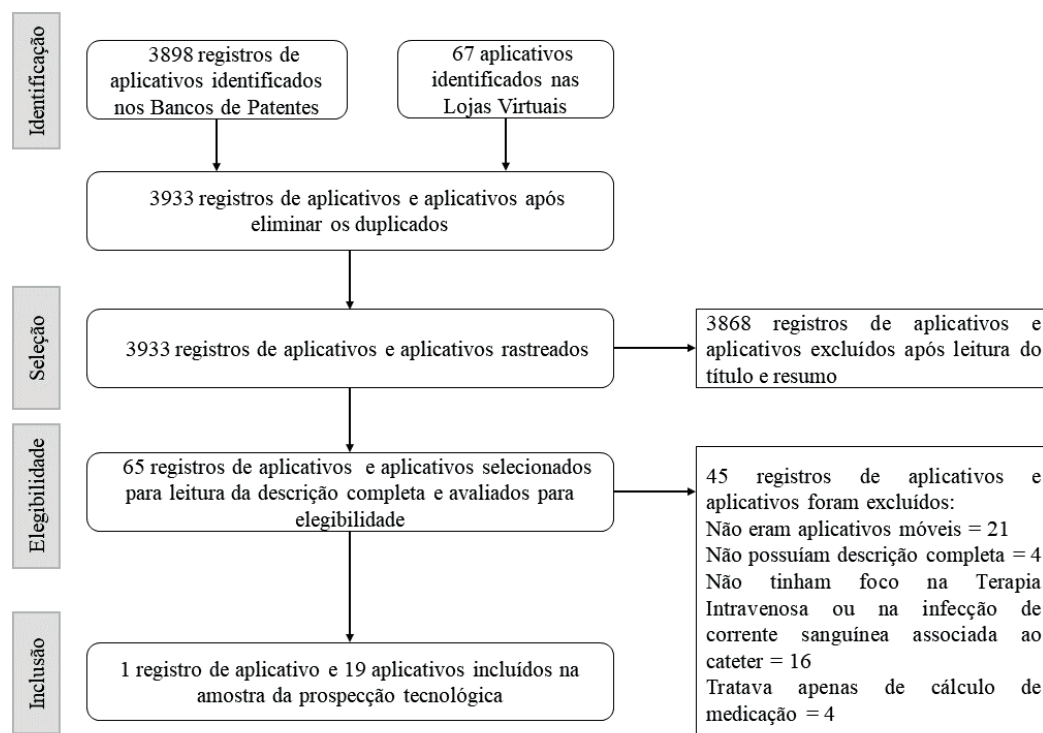 Identificação
3898 registros de
aplicativos identificados
nos Bancos de Patentes
67 aplicativos
identificados nas
Lojas Virtuais
3933 registros de aplicativos e aplicativos após
eliminar os duplicados
Seleção
3933 registros de aplicativos e aplicativos rastreados
3868 registros de aplicativos e
aplicativos excluídos após leitura do
título e resumo
Elegibilidade
65 registros de aplicativos e aplicativos selecionados
para leitura da descrição completa e avaliados para
elegibilidade
45 registros de aplicativos e
aplicativos foram excluídos:
Não eram aplicativos móveis = 21
Não possuíam descrição completa = 4
Não tinham foco na Terapia
Intravenosa ou na infecção de
corrente sanguínea associada ao
cateter = 16
Tratava apenas de cálculo de
medicação = 4
Inclusão
1 registro de aplicativo e 19 aplicativos incluídos na
amostra da prospecção tecnológica